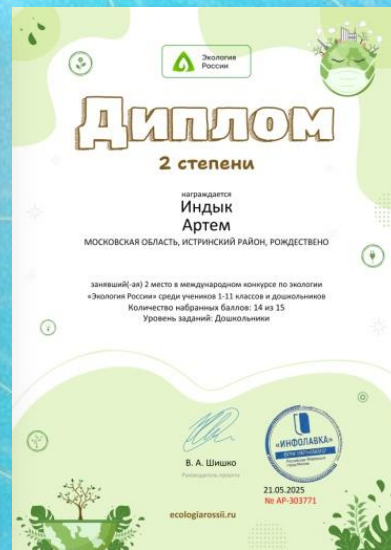 Экология
России
Диплом
2 степени
награждается
Индык
Артем
МОСКОВСКАЯ ОБЛАСТЬ, ИСТРИНСКИЙ РАЙОН, РОЖДЕСТВЕНО
занявший(-ая) 2 место в международном конкурсе по экологии
«Экология России» среди учеников 1-11 классов и дошкольников
Количество набранных баллов: 14 из 15
Уровень заданий: Дошкольники
В. А. Шишко
Руководитель проекта
«ИНФОЛАВКА»
21.05.2025
№ AP-303771
ecologiarossii.ru